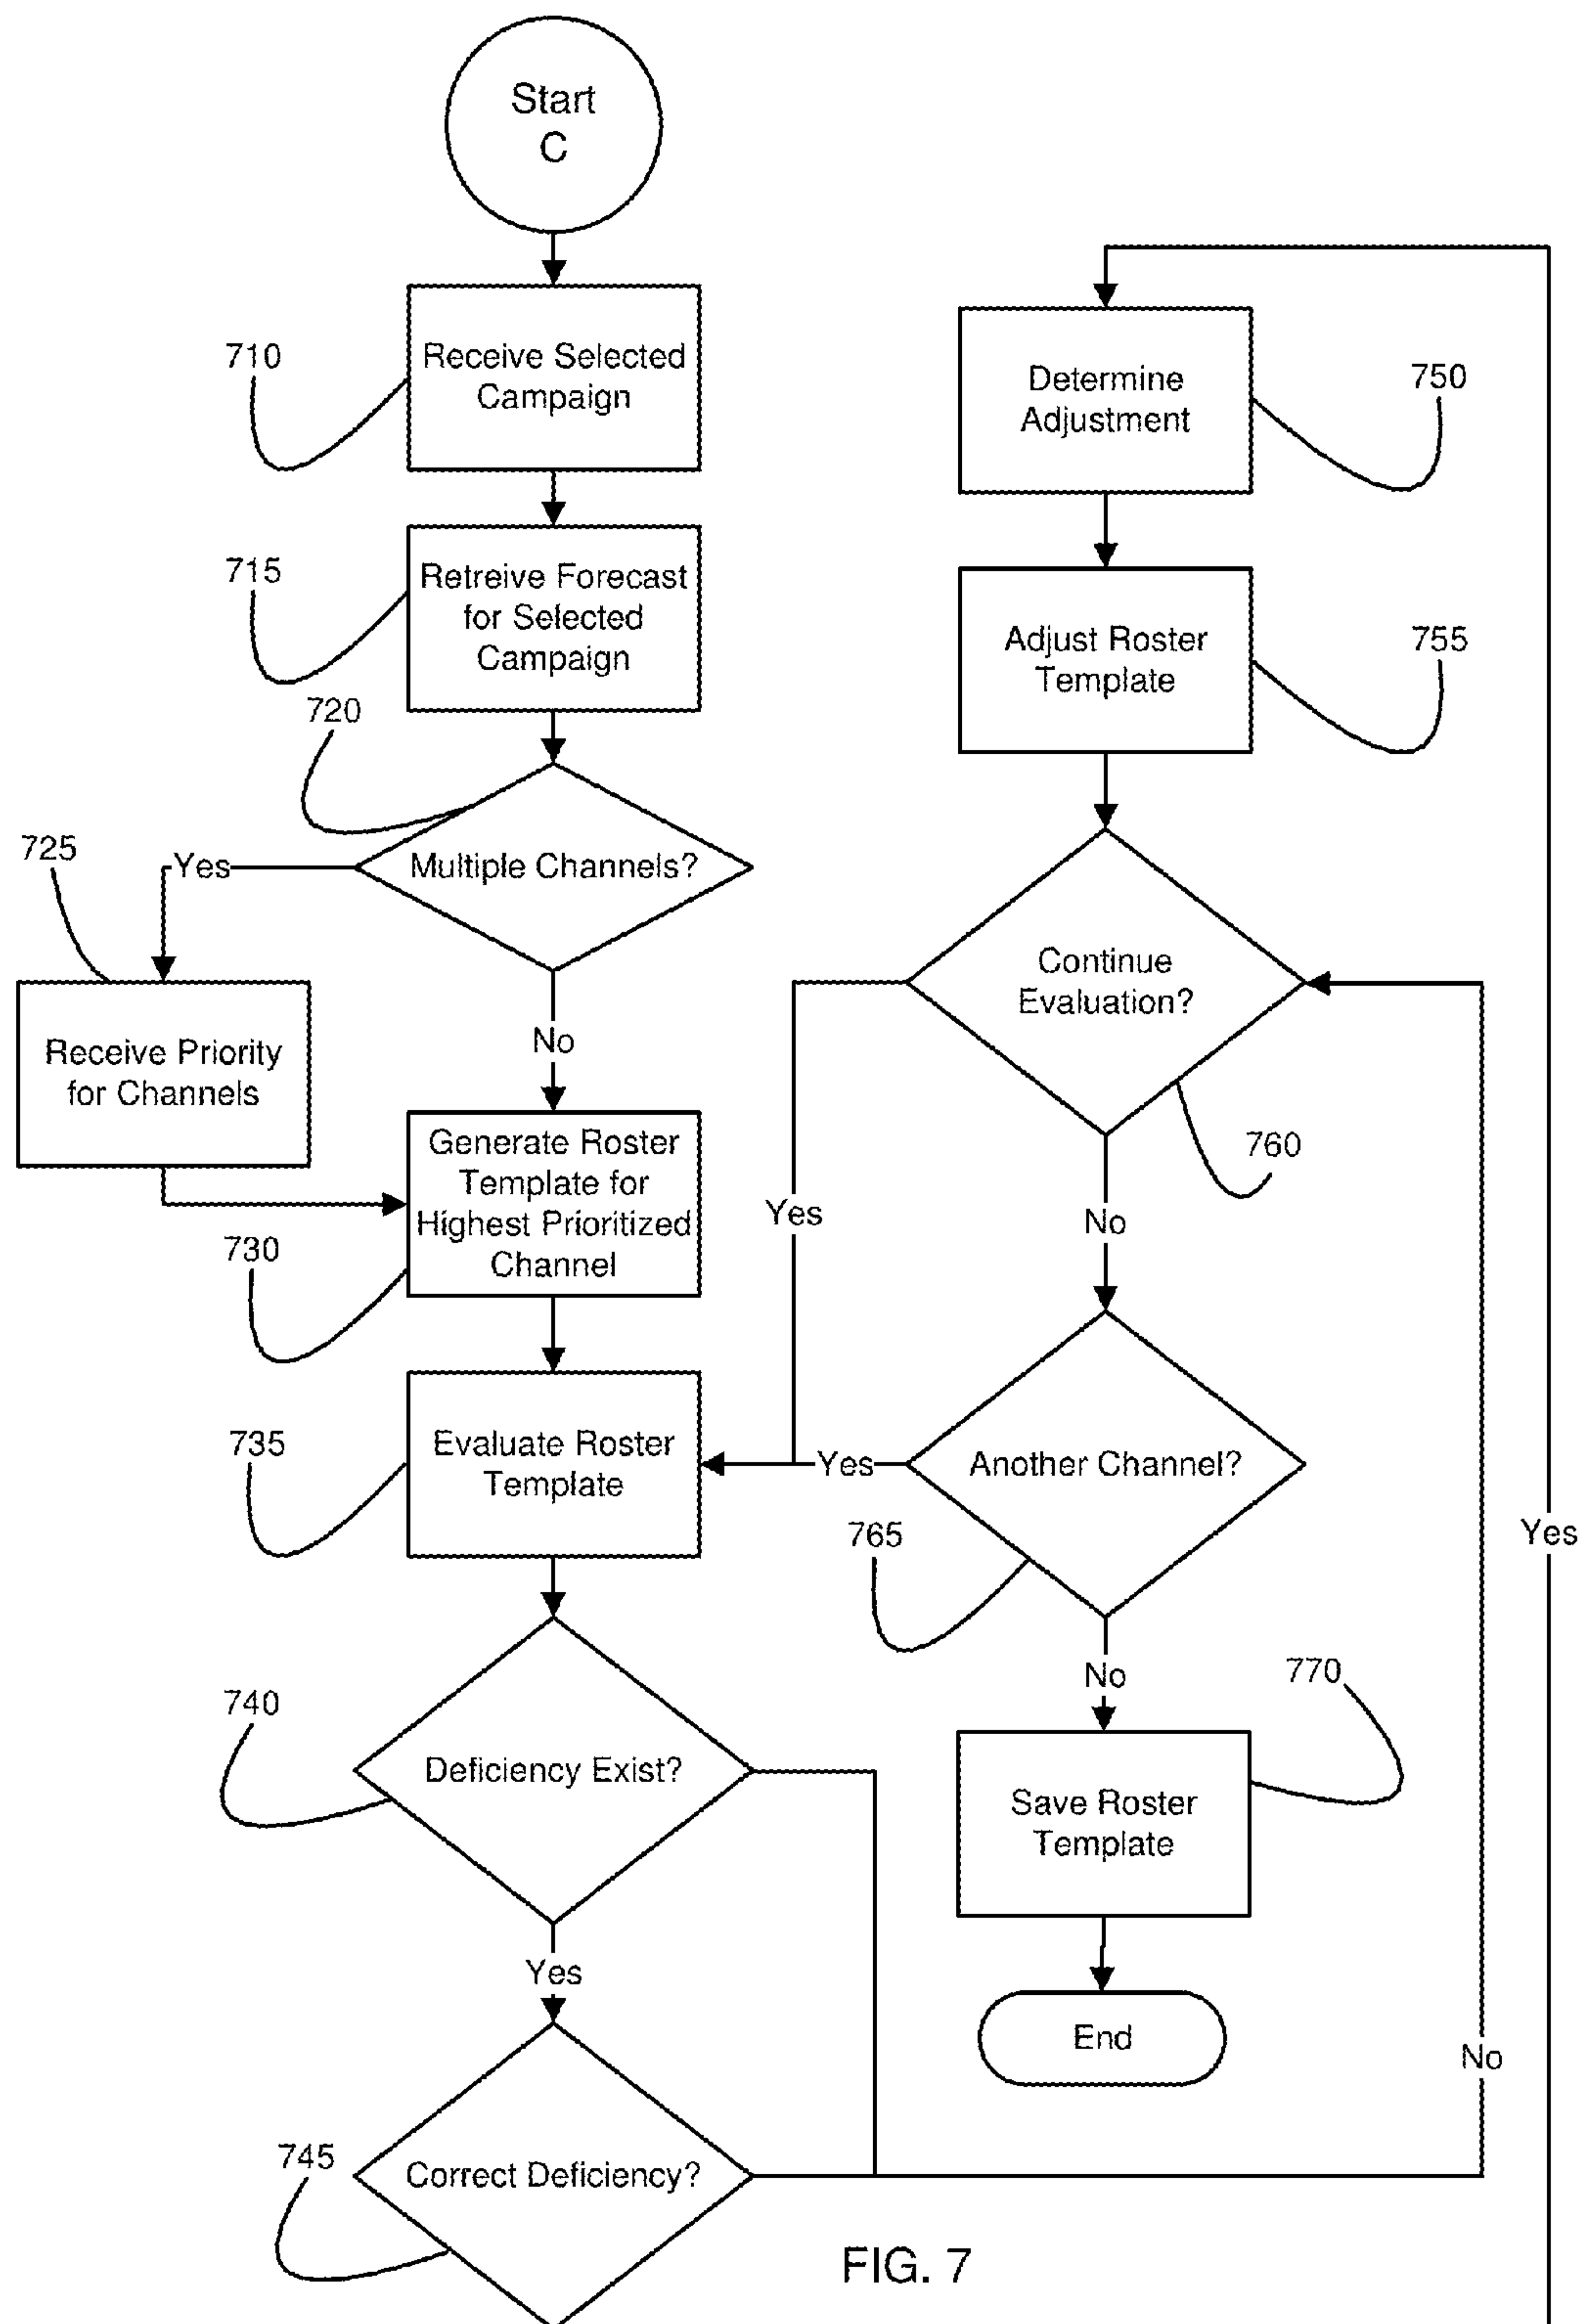 Start
C
710
Receive Selected
Campaign
715
Retreive Forecast
for Selected
Campaign
720
Multiple Channels?
Yes
725
Receive Priority
for Channels
No
Generate Roster
Template for
Highest Prioritized
Channel
730
Evaluate Roster
Template
735
Deficiency Exist?
740
Yes
Correct Deficiency?
745
Determine
Adjustment
750
Adjust Roster
Template
755
Continue
Evaluation?
760
Yes
No
Another Channel?
Yes
765
No
Save Roster
Template
770
End
No
Yes
FIG. 7